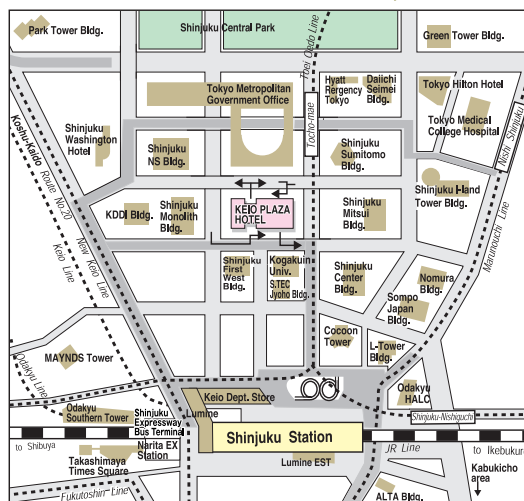 Park Tower Bldg.
Shinjuku Central Park
Toei Oedo Line
Green Tower Bldg.
Tokyo Metropolitan
Government Office
Hyatt
Rergency
Tokyo
Daiichi
Seimei
Bldg.
Tokyo Hilton Hotel
Tokyo Medical
College Hospital
Nishi Shinjuku
Koshu-Kaido Route No.20
Shinjuku
Washington
Hotel
Shinjuku
NS Bldg.
Tocho-mae
Shinjuku
Sumitomo Bldg.
Shinjuku I-land
Tower Bldg.
KDDI Bldg.
Shinjuku
Monolith
Bldg.
KEIO PLAZA
HOTEL
Shinjuku
Mitsui
Bldg.
Keio Line
New Keio Line
Marunouchi Line
Shinjuku
First
West Bldg.
Kogakuin
Univ.
S.TEC
Jyoho Bldg.
Shinjuku
Center
Bldg.
Nomura
Bldg.
Sompo
Japan
Bldg.
Cocoon
Tower
L-Tower
Bldg.
MAYNDS Tower
Odakyu Line
Odakyu
HALC
Keio Dept. Store
Lumine
Odakyu
Southern Tower
Shinjuku
Expressway
Bus Terminal
Shinjuku-Nishiguchi
Shinjuku Station
to Shibuya
Narita EX
Station
JR Line
to Ikebukuro
Takashimaya
Times Square
Lumine EST
Kabukicho
area
Fukutoshin Line
ALTA Bldg.